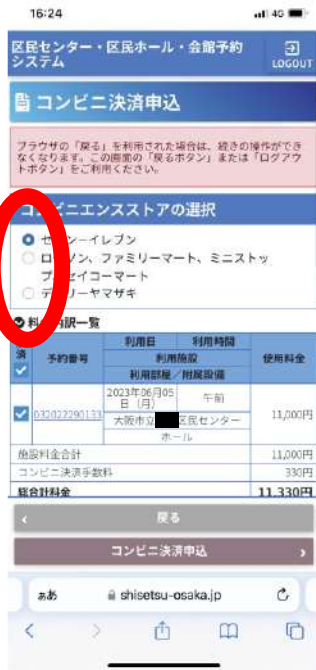 16:24
4G
区民センター・区民ホール・会館予約
システム
LOGOUT
コンビニ決済申込
ブラウザの「戻る」を利用された場合は、続きの操作ができ
なくなります。この画面の「戻るボタン」または「ログアウ
トボタン」をご利用ください。
コンビニエンスストアの選択
セブン－イレブン
ローソン、ファミリーマート、ミニストッ
プ、セイコーマート
デイリーヤマザキ
料 内訳一覧
済 予約番号 利用日 利用時間 使用料金
利用施設
利用部屋／附属設備
032022290133 2023年06月05日（月） 午前 11,000円
大阪市立 区民センター
ホール
施設料金合計 11,000円
コンビニ決済手数料 330円
総合計料金 11,330円
戻る
コンビニ決済申込
ああ shisetsu-osaka.jp